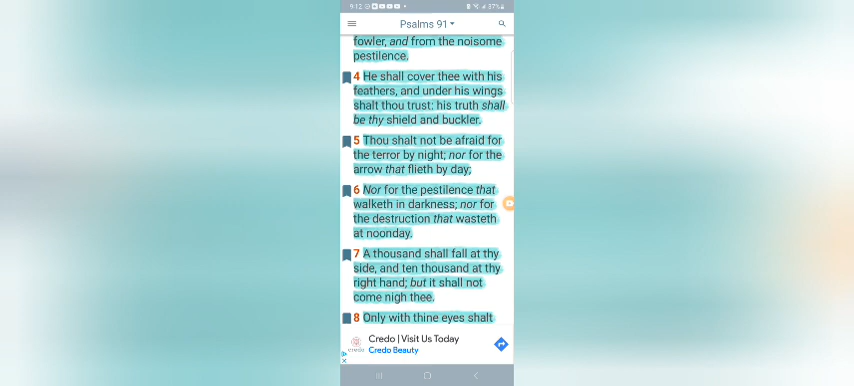 9:12
37%
Psalms 91
fowler, and from the noisome
pestilence.
4 He shall cover thee with his
feathers, and under his wings
shalt thou trust: his truth shall
be thy shield and buckler.
5 Thou shalt not be afraid for
the terror by night; nor for the
arrow that flieth by day;
6 Nor for the pestilence that
walketh in darkness; nor for
the destruction that wasteth
at noonday.
7 A thousand shall fall at thy
side, and ten thousand at thy
right hand; but it shall not
come nigh thee.
8 Only with thine eyes shalt
Credo | Visit Us Today
credo
Credo Beauty